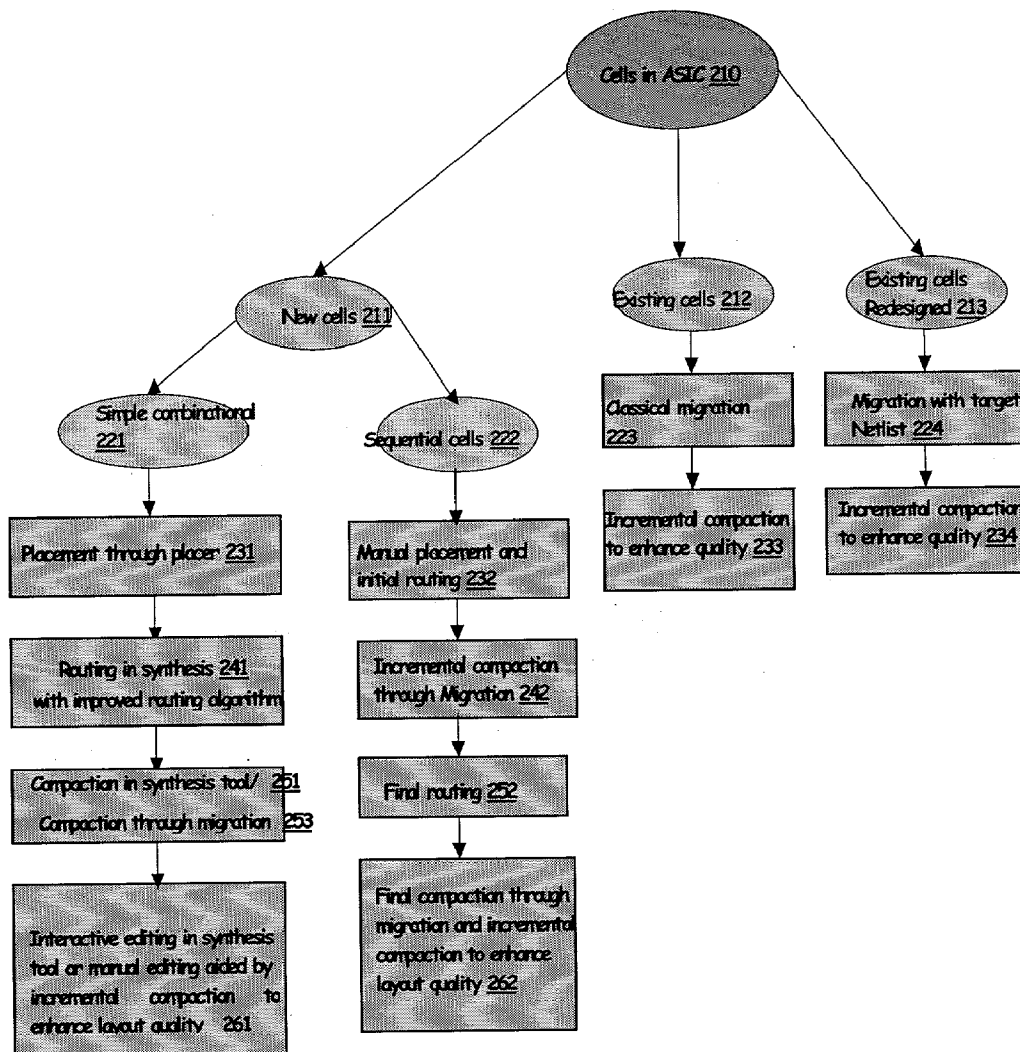 Cells in ASIC 210
New cells 211
Existing cells 212
Existing cells
Redesigned 213
Simple combinational
221
Sequential cells 222
Classical migration
223
Migration with target
Netlist 224
Placement through placer 231
Manual placement and
initial routing 232
Incremental compaction
to enhance quality 233
Incremental compaction
to enhance quality 234
Routing in synthesis 241
with improved routing algorithm
Incremental compaction
through Migration 242
Compaction in synthesis tool/ 251
Compaction through migration 253
Final routing 252
Interactive editing in synthesis
tool or manual editing aided by
incremental compaction to
enhance layout quality 261
Final compaction through
migration and incremental
compaction to enhance
layout quality 262